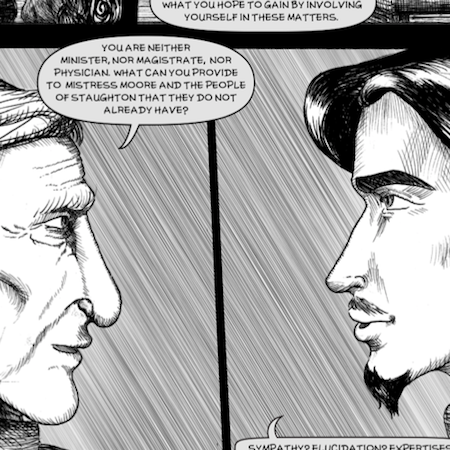 WHAT YOU HOPE TO GAIN BY INVOLVING
YOURSELF IN THESE MATTERS.
YOU ARE NEITHER
MINISTER, NOR MAGISTRATE, NOR
PHYSICIAN. WHAT CAN YOU PROVIDE
TO MISTRESS MOORE AND THE PEOPLE
OF STAUGHTON THAT THEY DO NOT
ALREADY HAVE?
SYMPATHY? ELUCIDATION? EXPERTISE?